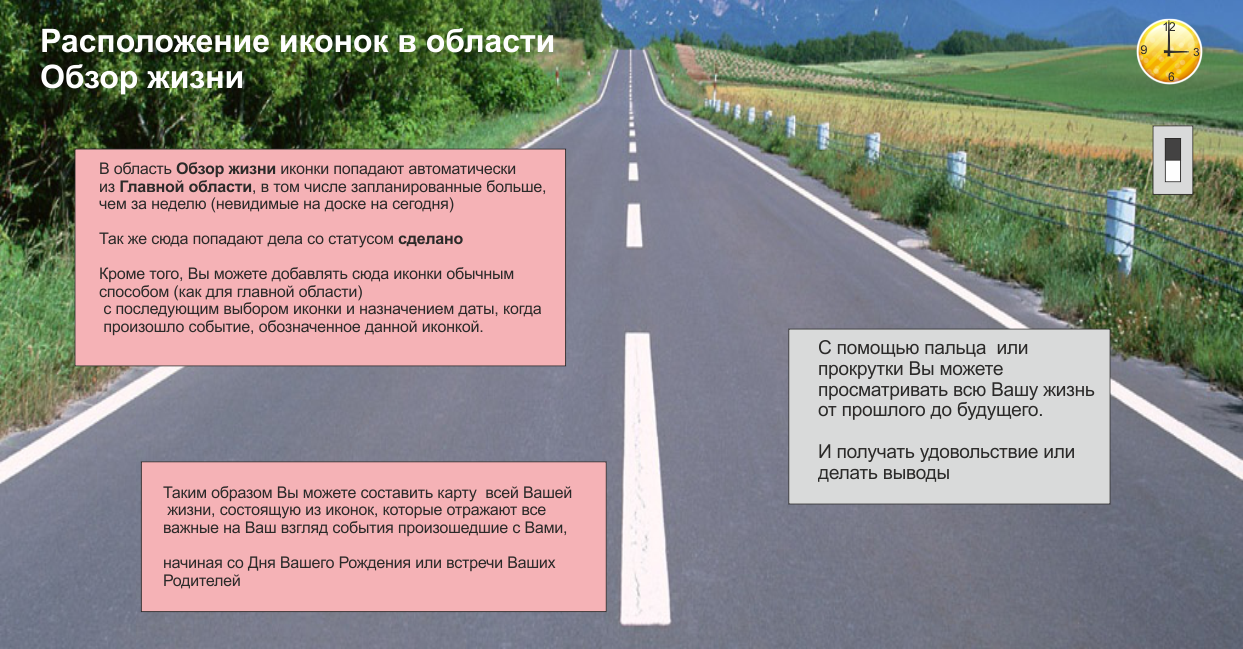 Расположение иконок в области
Обзор жизни
12
9
3
6
В область Обзор жизни иконки попадают автоматически
из Главной области, в том числе запланированные больше,
чем за неделю (невидимые на доске на сегодня)
Так же сюда попадают дела со статусом сделано
Кроме того, Вы можете добавлять сюда иконки обычным
способом (как для главной области)
с последующим выбором иконки и назначением даты, когда
произошло событие, обозначенное данной иконкой.
С помощью пальца или
прокрутки Вы можете
просматривать всю Вашу жизнь
от прошлого до будущего.
И получать удовольствие или
делать выводы
Таким образом Вы можете составить карту всей Вашей
жизни, состоящую из иконок, которые отражают все
важные на Ваш взгляд события произошедшие с Вами,
начиная со Дня Вашего Рождения или встречи Ваших
Родителей